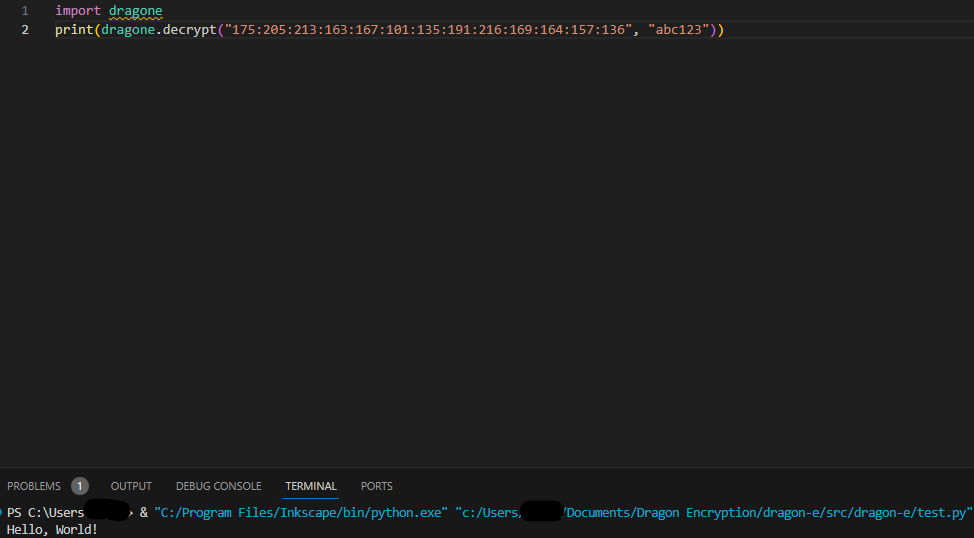 1 import dragone
2 print(dragone.decrypt("175:205:213:163:167:101:135:191:216:169:164:157:136", "abc123"))
PROBLEMS 1 OUTPUT DEBUG CONSOLE TERMINAL PORTS
PS C:\Users > & "C:/Program Files/Inkscape/bin/python.exe" "c:/Users/ /Documents/Dragon Encryption/dragon-e/src/dragon-e/test.py"
Hello, World!